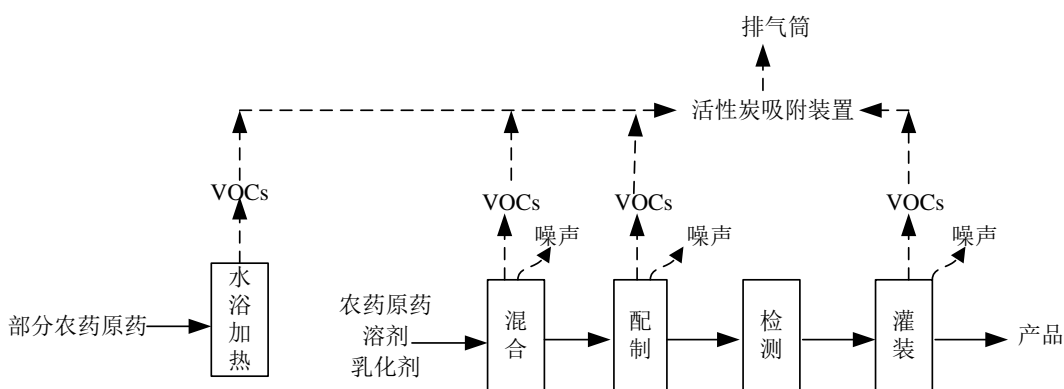 排气筒
活性炭吸附装置
VOCs
VOCs
VOCs
VOCs
噪声
噪声
噪声
部分农药原药
水浴加热
农药原药
溶剂
乳化剂
混合
配制
检测
灌装
产品